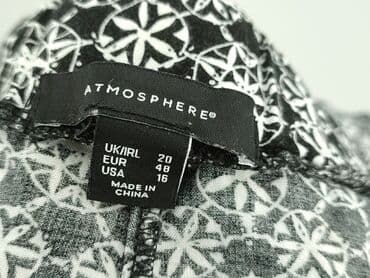 ATMOSPHERE®
UK/IRL 20
EUR 48
USA 16
MADE IN
CHINA